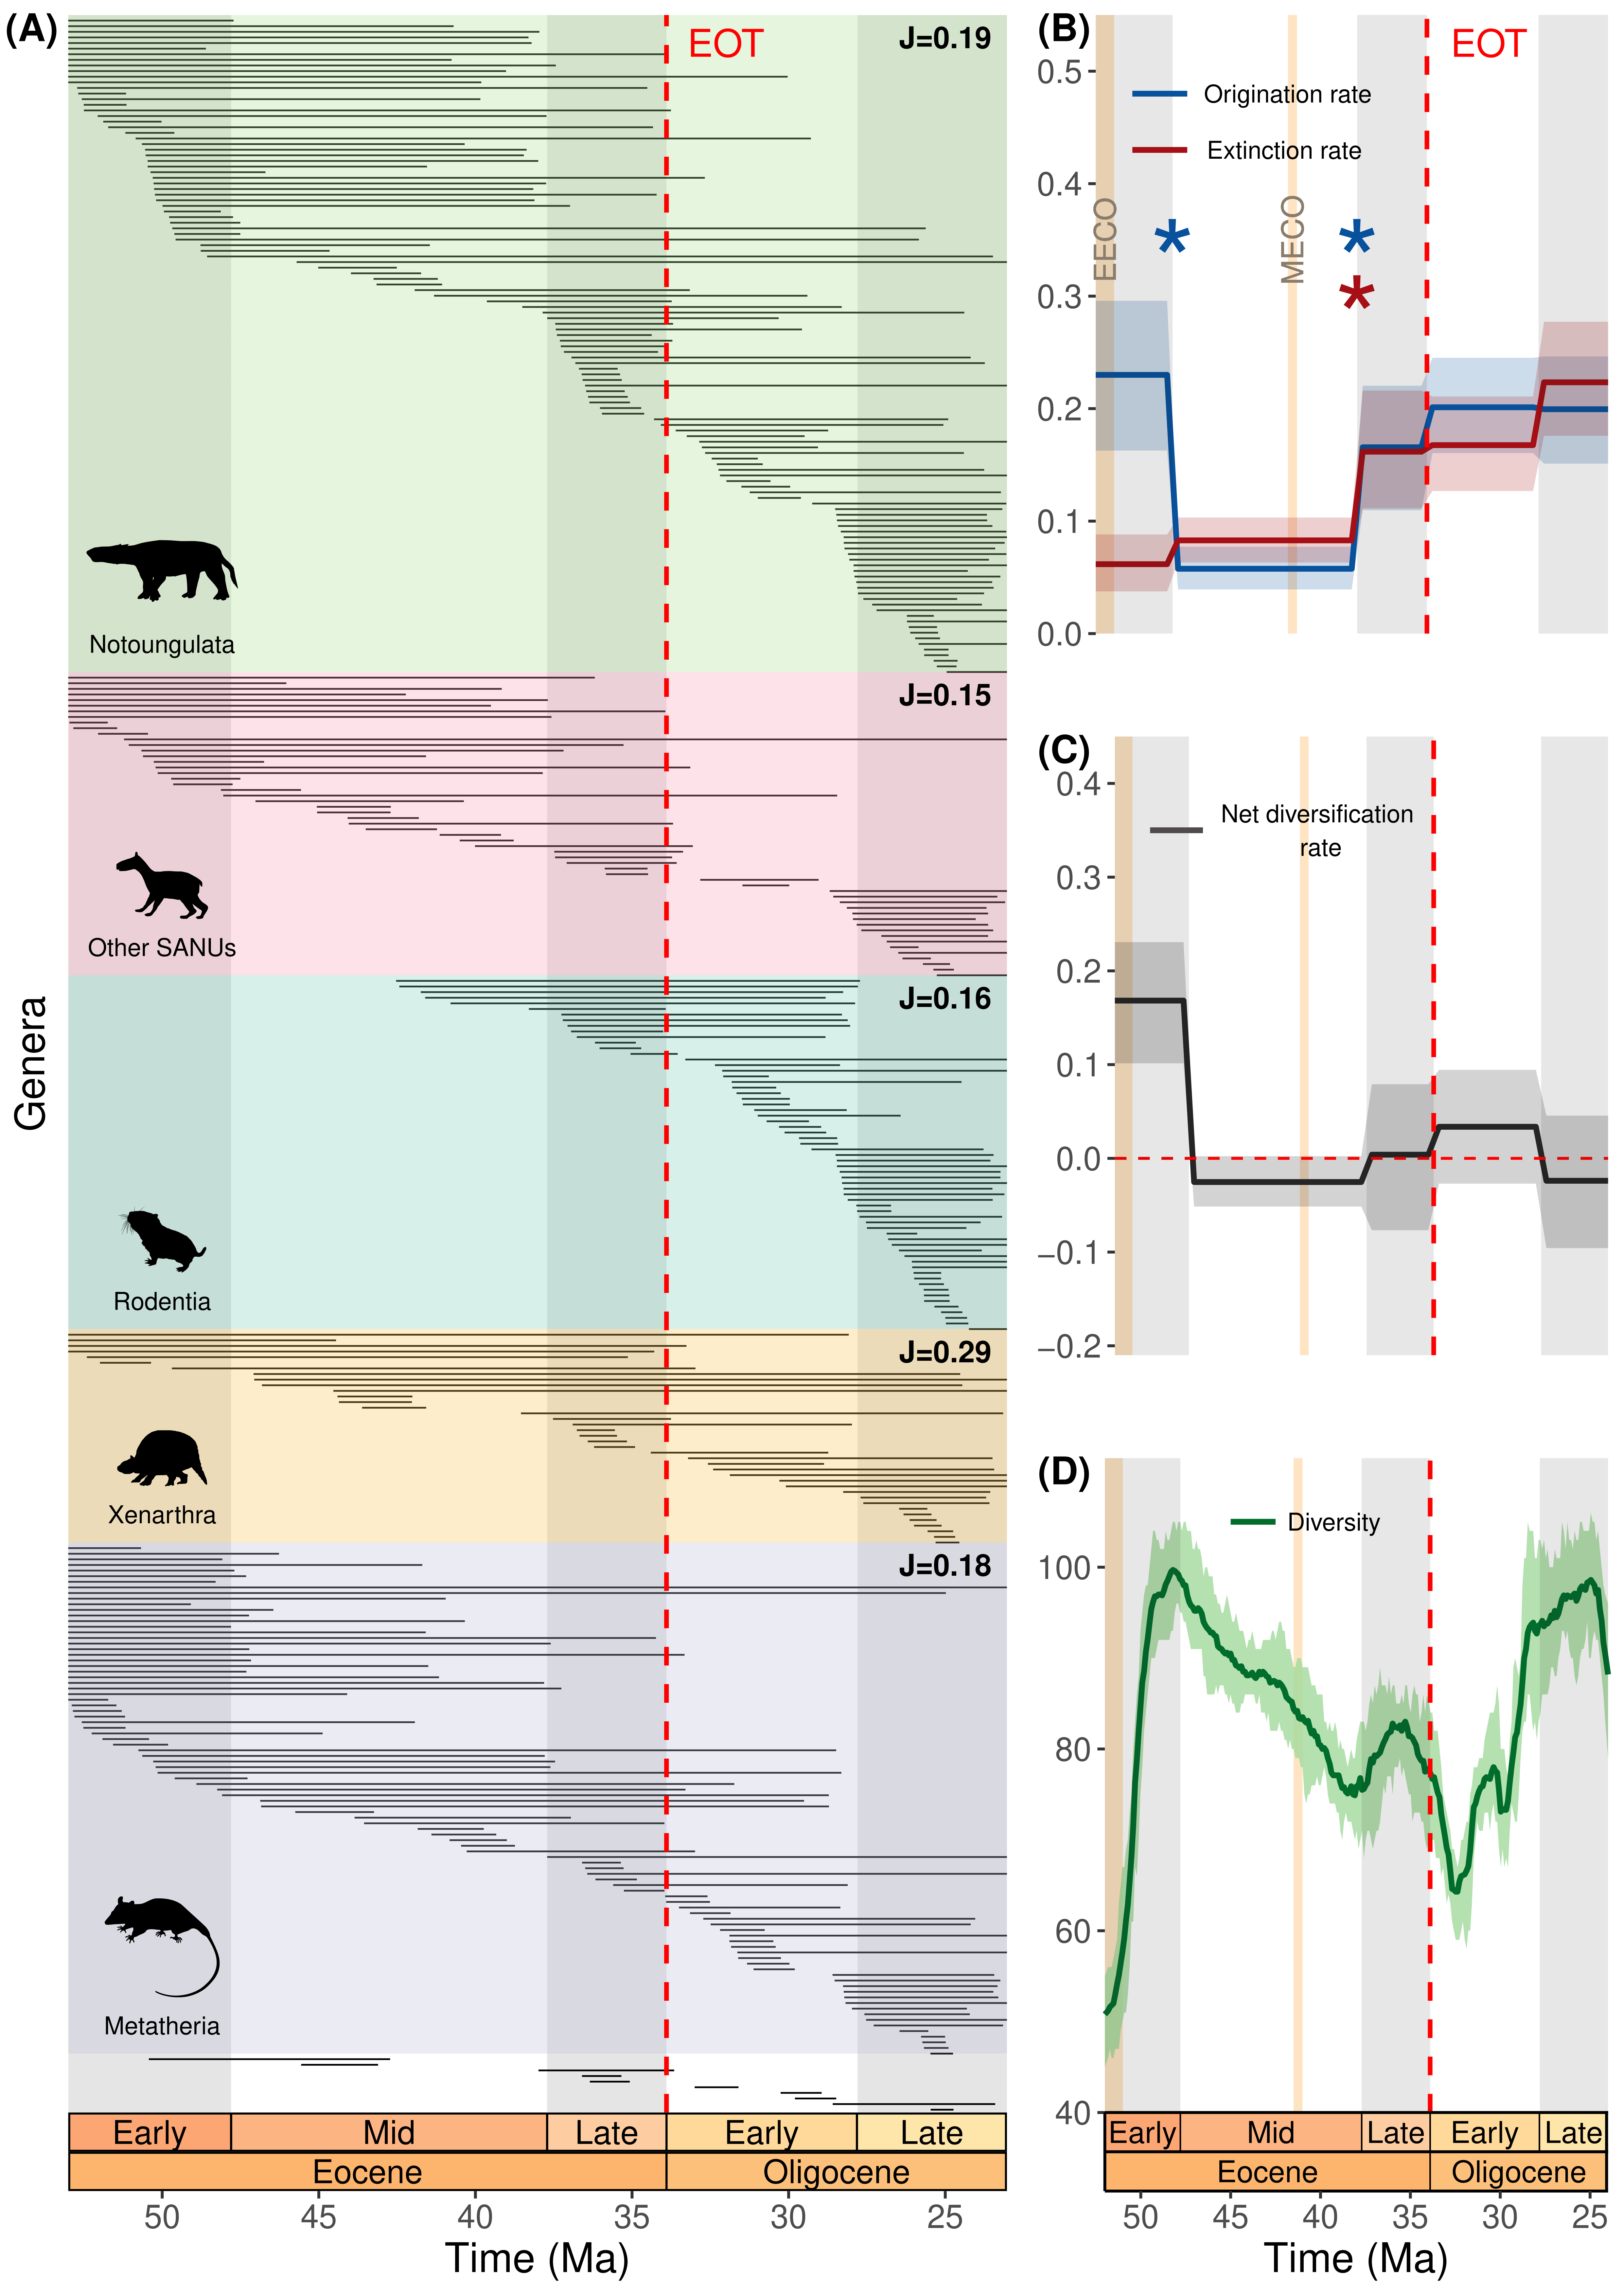 (A)
EOT
J=0.19
Notoungulata
J=0.15
Other SANUs
J=0.16
Rodentia
J=0.29
Xenarthra
J=0.18
Metatheria
Genera
Early Mid Late Early Late
Eocene Oligocene
50 45 40 35 30 25
Time (Ma)
(B)
EOT
Origination rate
Extinction rate
EECO
MECO
*
*
*
0.5
0.4
0.3
0.2
0.1
0.0
(C)
Net diversification
rate
0.4
0.3
0.2
0.1
0.0
−0.1
−0.2
(D)
Diversity
100
80
60
40
Early Mid Late Early Late
Eocene Oligocene
50 45 40 35 30 25
Time (Ma)